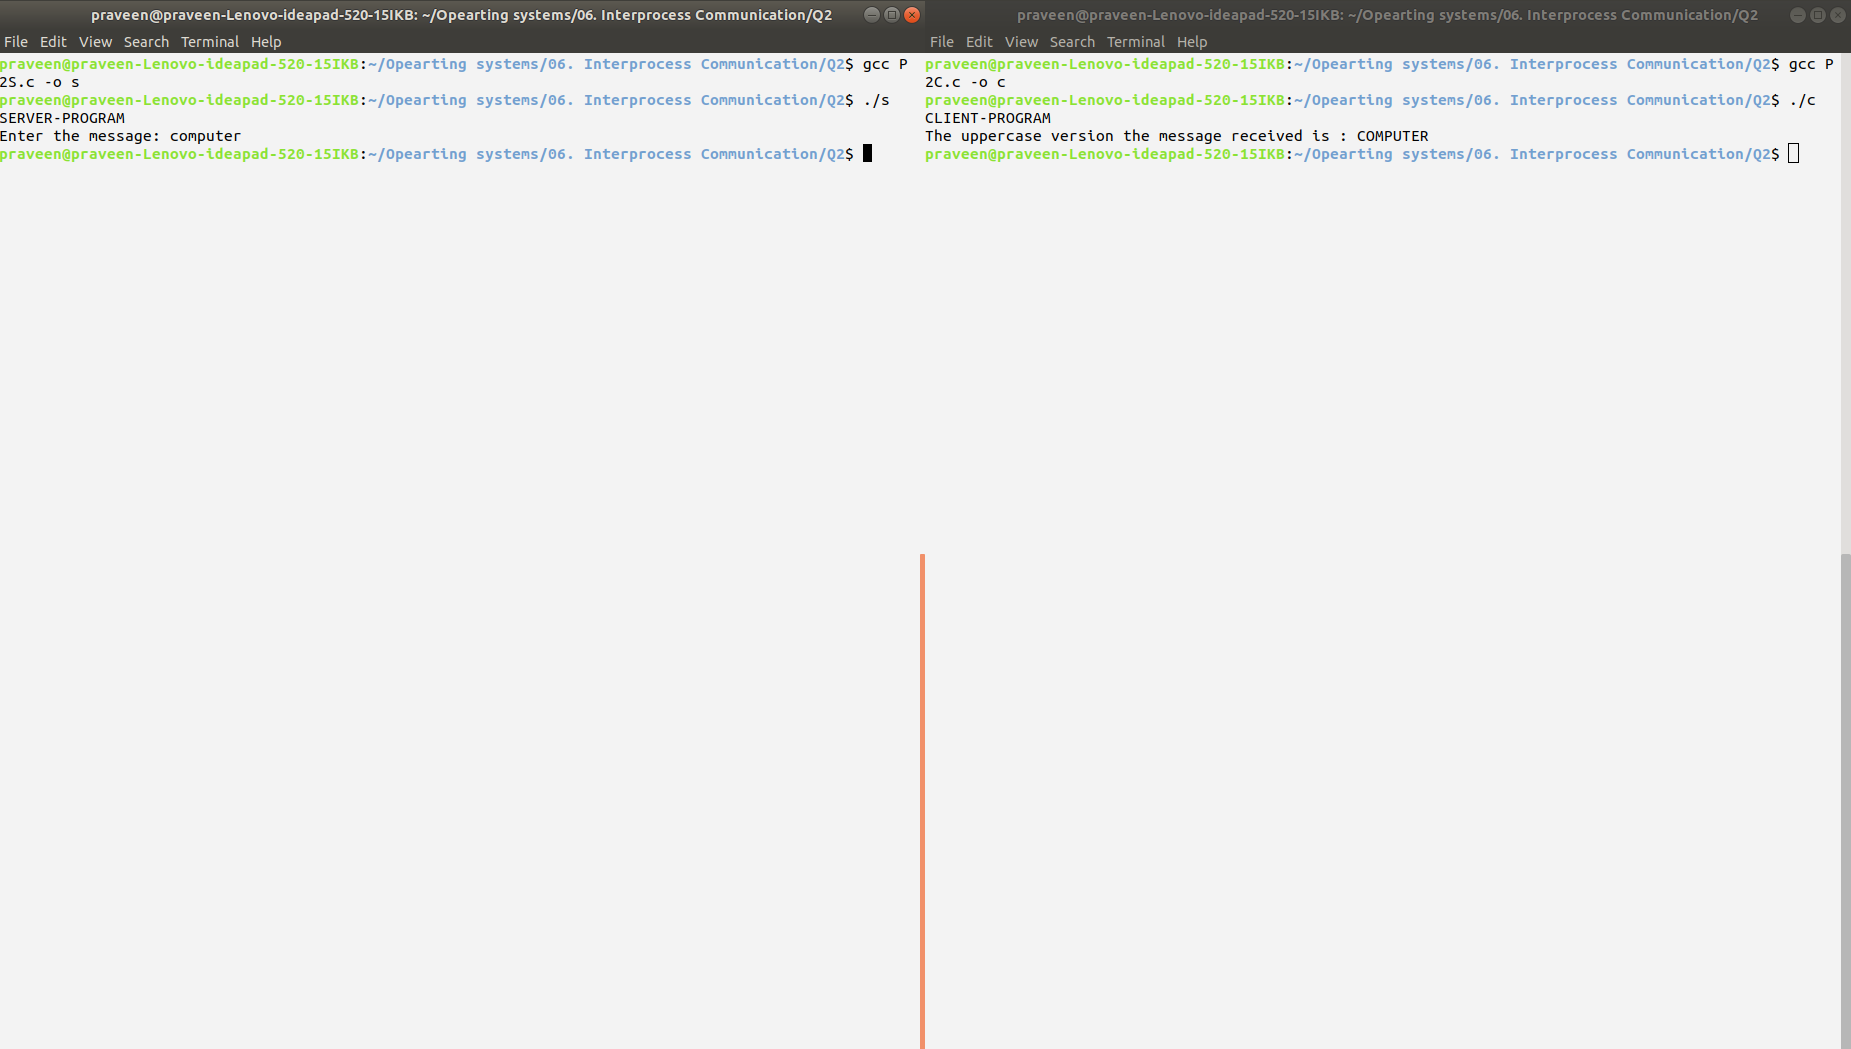 praveen@praveen-Lenovo-ideapad-520-15IKB: ~/Opearting systems/06. Interprocess Communication/Q2
File Edit View Search Terminal Help
praveen@praveen-Lenovo-ideapad-520-15IKB:~/Opearting systems/06. Interprocess Communication/Q2$ gcc P
2S.c -o s
praveen@praveen-Lenovo-ideapad-520-15IKB:~/Opearting systems/06. Interprocess Communication/Q2$ ./s
SERVER-PROGRAM
Enter the message: computer
praveen@praveen-Lenovo-ideapad-520-15IKB:~/Opearting systems/06. Interprocess Communication/Q2$
praveen@praveen-Lenovo-ideapad-520-15IKB: ~/Opearting systems/06. Interprocess Communication/Q2
File Edit View Search Terminal Help
praveen@praveen-Lenovo-ideapad-520-15IKB:~/Opearting systems/06. Interprocess Communication/Q2$ gcc P
2C.c -o c
praveen@praveen-Lenovo-ideapad-520-15IKB:~/Opearting systems/06. Interprocess Communication/Q2$ ./c
CLIENT-PROGRAM
The uppercase version the message received is : COMPUTER
praveen@praveen-Lenovo-ideapad-520-15IKB:~/Opearting systems/06. Interprocess Communication/Q2$